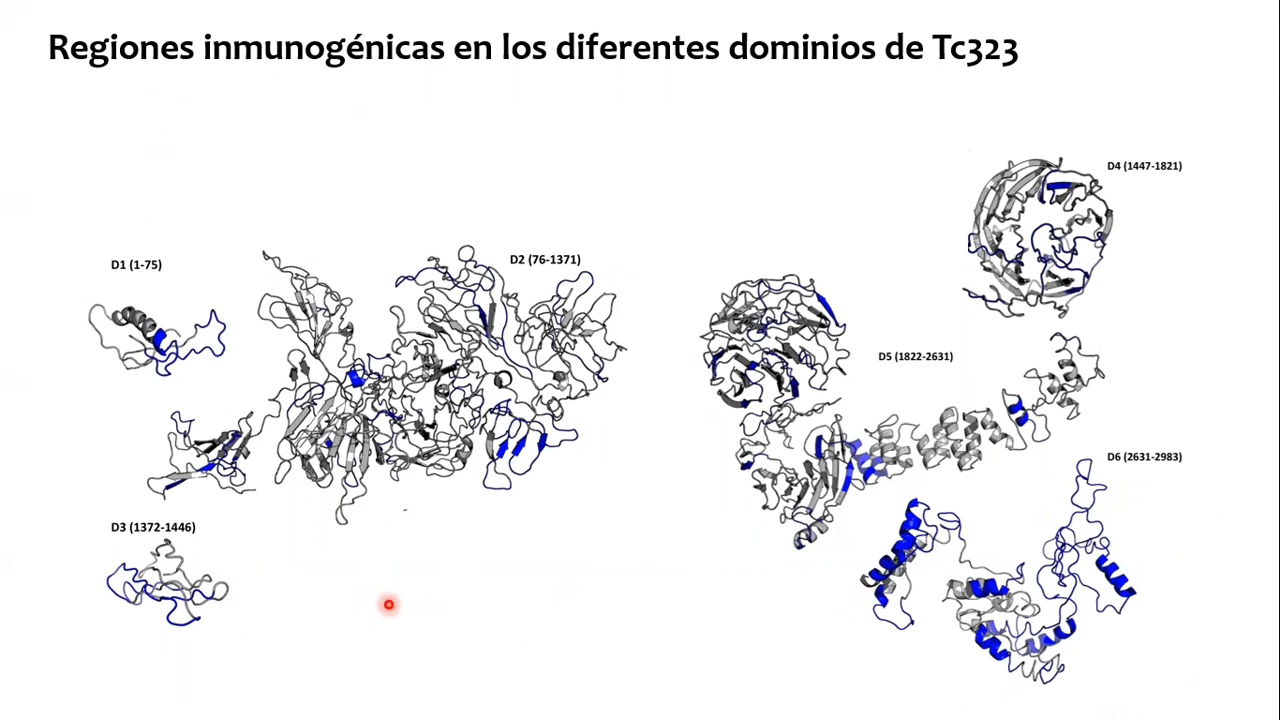 Regiones inmunogénicas en los diferentes dominios de Tc323
D1 (1-75)
D2 (76-1371)
D3 (1372-1446)
D4 (1447-1821)
D5 (1822-2631)
D6 (2631-2983)